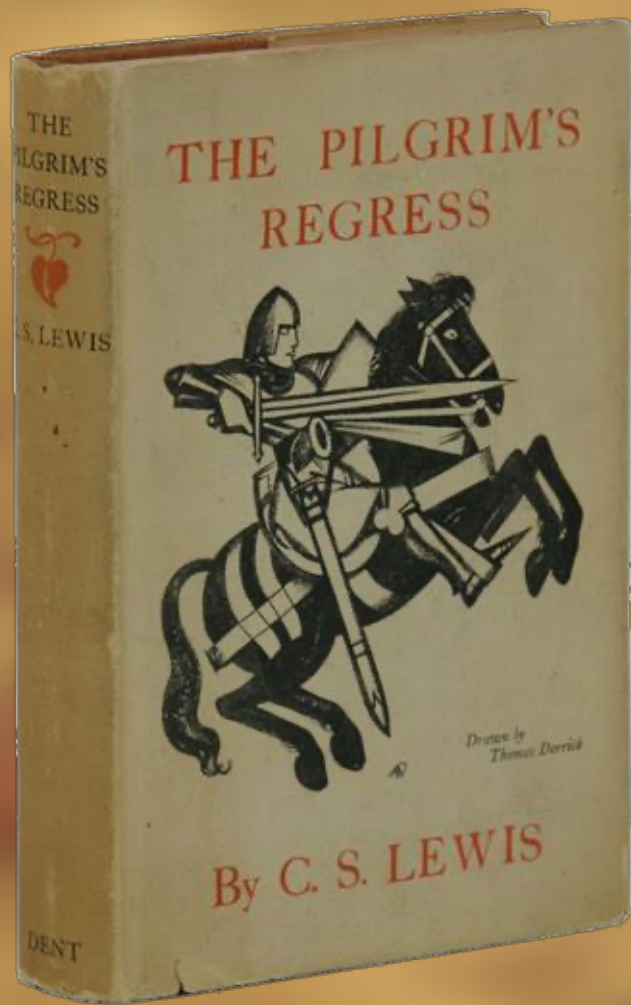 THE
PILGRIM'S
REGRESS
C. S. LEWIS
DENT
THE PILGRIM'S
REGRESS
Drawn by
Thomas Derrick
By C. S. LEWIS